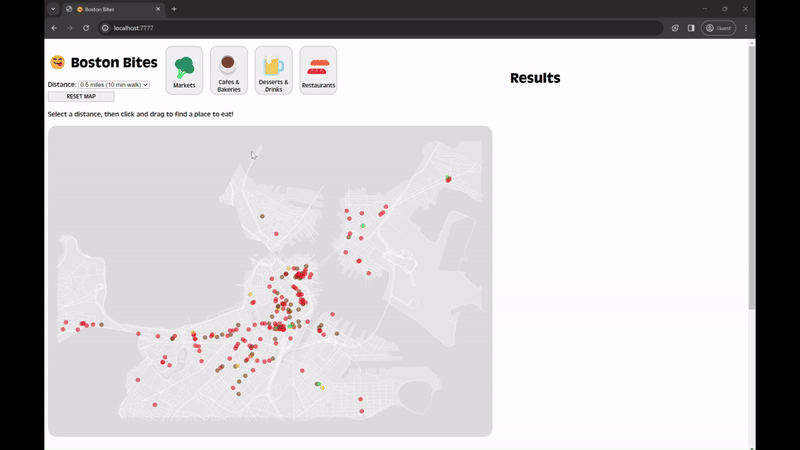 Boston Bites
localhost:7777
Guest
Boston Bites
Markets
Cafes &
Bakeries
Desserts &
Drinks
Restaurants
Results
Distance: 0.5 miles (10 min walk)
RESET MAP
Select a distance, then click and drag to find a place to eat!